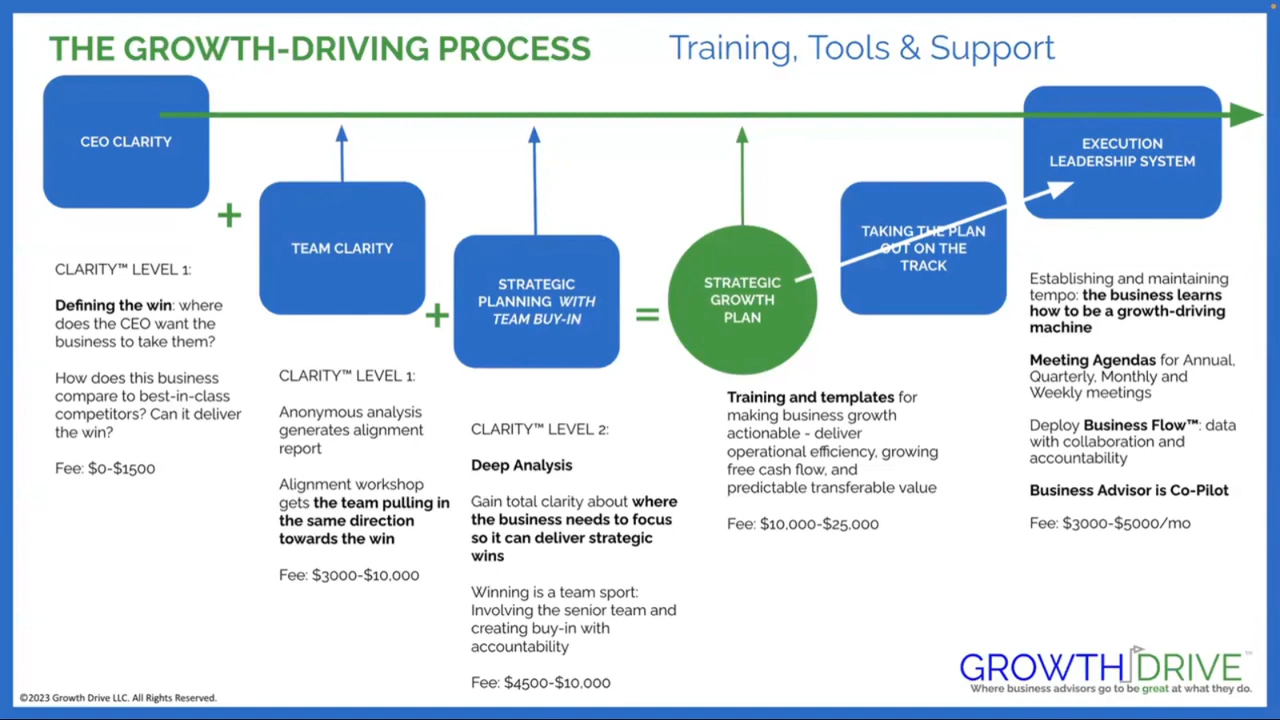 THE GROWTH-DRIVING PROCESS
Training, Tools & Support
CEO CLARITY
+
TEAM CLARITY
+
STRATEGIC
PLANNING WITH
TEAM BUY-IN
=
STRATEGIC
GROWTH
PLAN
TAKING THE PLAN
OUT ON THE
TRACK
EXECUTION
LEADERSHIP SYSTEM
CLARITY™ LEVEL 1:
Defining the win: where
does the CEO want the
business to take them?
How does this business
compare to best-in-class
competitors? Can it deliver
the win?
Fee: $0-$1500
CLARITY™ LEVEL 1:
Anonymous analysis
generates alignment
report
Alignment workshop
gets the team pulling in
the same direction
towards the win
Fee: $3000-$10,000
CLARITY™ LEVEL 2:
Deep Analysis
Gain total clarity about where
the business needs to focus
so it can deliver strategic
wins
Winning is a team sport:
Involving the senior team and
creating buy-in with
accountability
Fee: $4500-$10,000
Training and templates for
making business growth
actionable - deliver
operational efficiency, growing
free cash flow, and
predictable transferable value
Fee: $10,000-$25,000
Establishing and maintaining
tempo: the business learns
how to be a growth-driving
machine
Meeting Agendas for Annual,
Quarterly, Monthly and
Weekly meetings
Deploy Business Flow™: data
with collaboration and
accountability
Business Advisor is Co-Pilot
Fee: $3000-$5000/mo
GROWTH DRIVE™
Where business advisors go to be great at what they do.
©2023 Growth Drive LLC. All Rights Reserved.